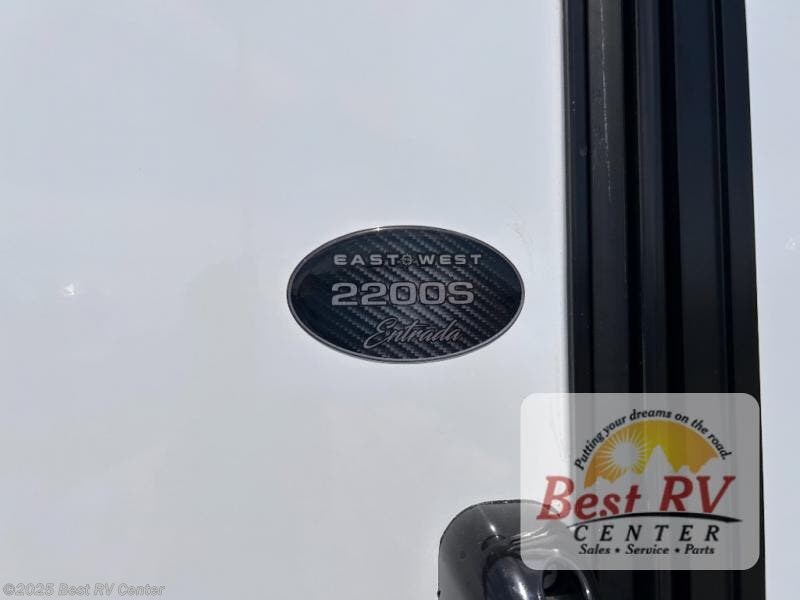 EAST WEST
2200S
Entrada
Putting your dreams on the road.
Best RV
CENTER
Sales • Service • Parts
©2025 Best RV Center